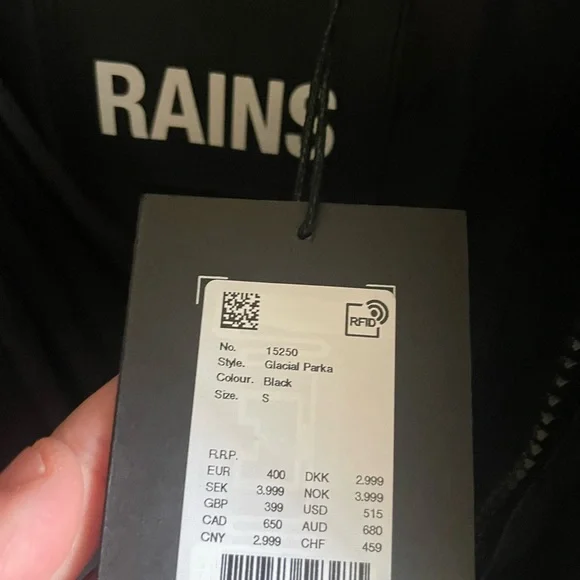 RAINS
RFID
No. 15250
Style. Glacial Parka
Colour. Black
Size. S
R.R.P.
EUR 400 DKK 2.999
SEK 3.999 NOK 3.999
GBP 399 USD 515
CAD 650 AUD 680
CNY 2.999 CHF 459